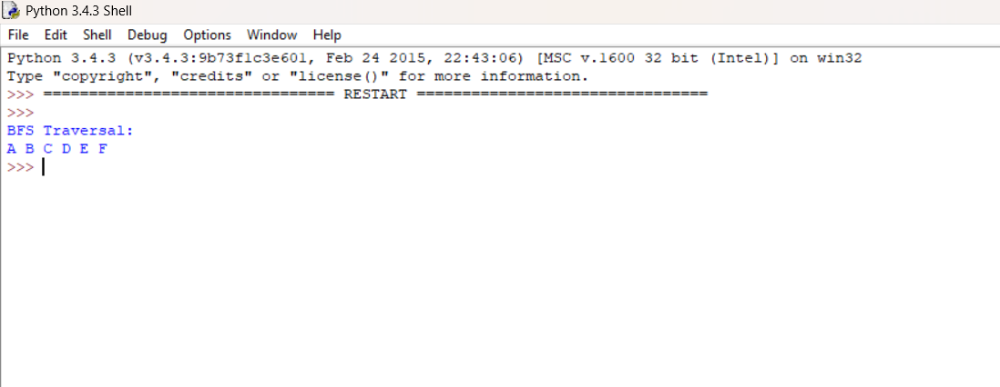 Python 3.4.3 Shell
File Edit Shell Debug Options Window Help
Python 3.4.3 (v3.4.3:9b73f1c3e601, Feb 24 2015, 22:43:06) [MSC v.1600 32 bit (Intel)] on win32
Type "copyright", "credits" or "license()" for more information.
>>> ================================ RESTART ================================
>>>
BFS Traversal:
A B C D E F
>>>